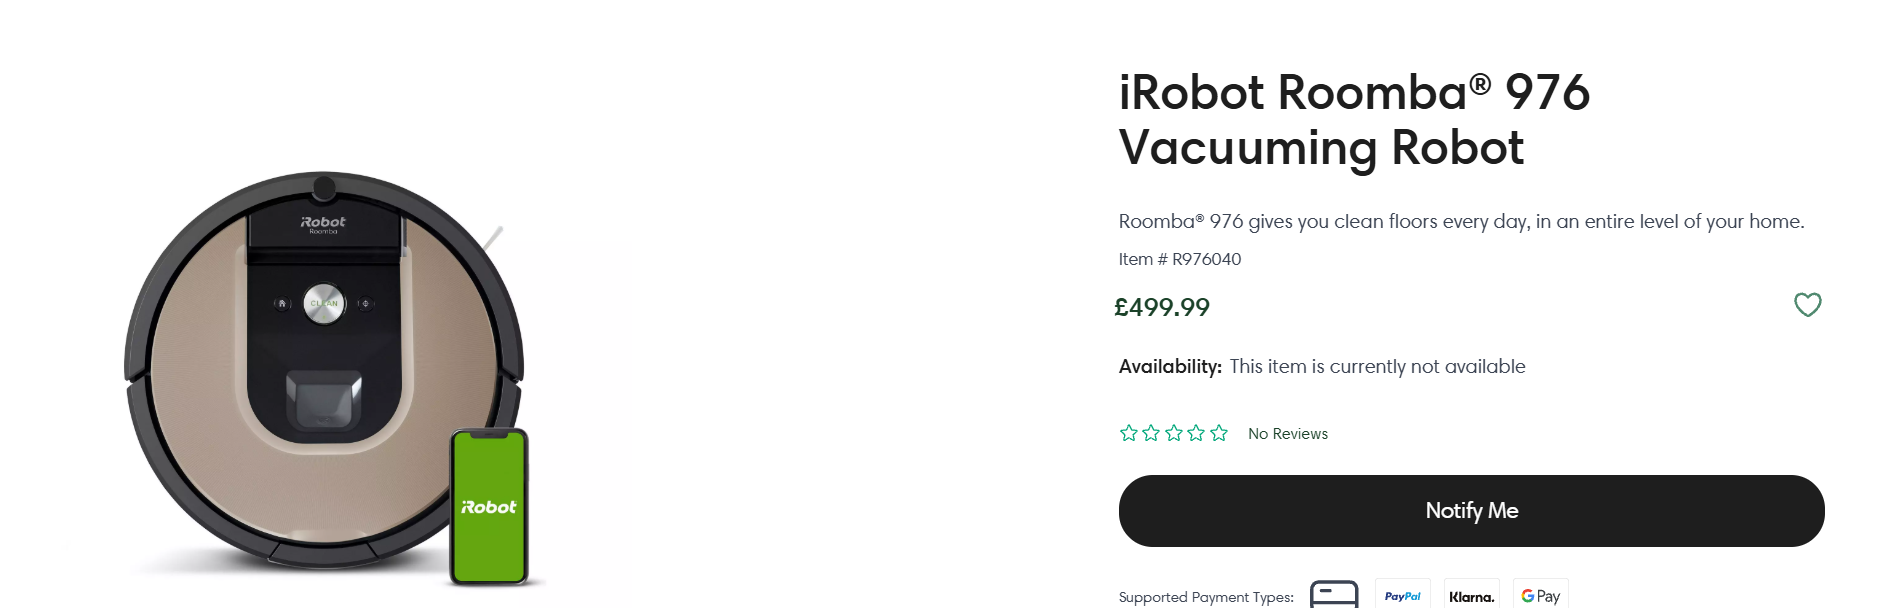 iRobot Roomba® 976
Vacuuming Robot
Roomba® 976 gives you clean floors every day, in an entire level of your home.
Item # R976040
£499.99
Availability: This item is currently not available
No Reviews
Notify Me
Supported Payment Types: PayPal Klarna. G Pay
iRobot
Roomba
CLEAN
iRobot